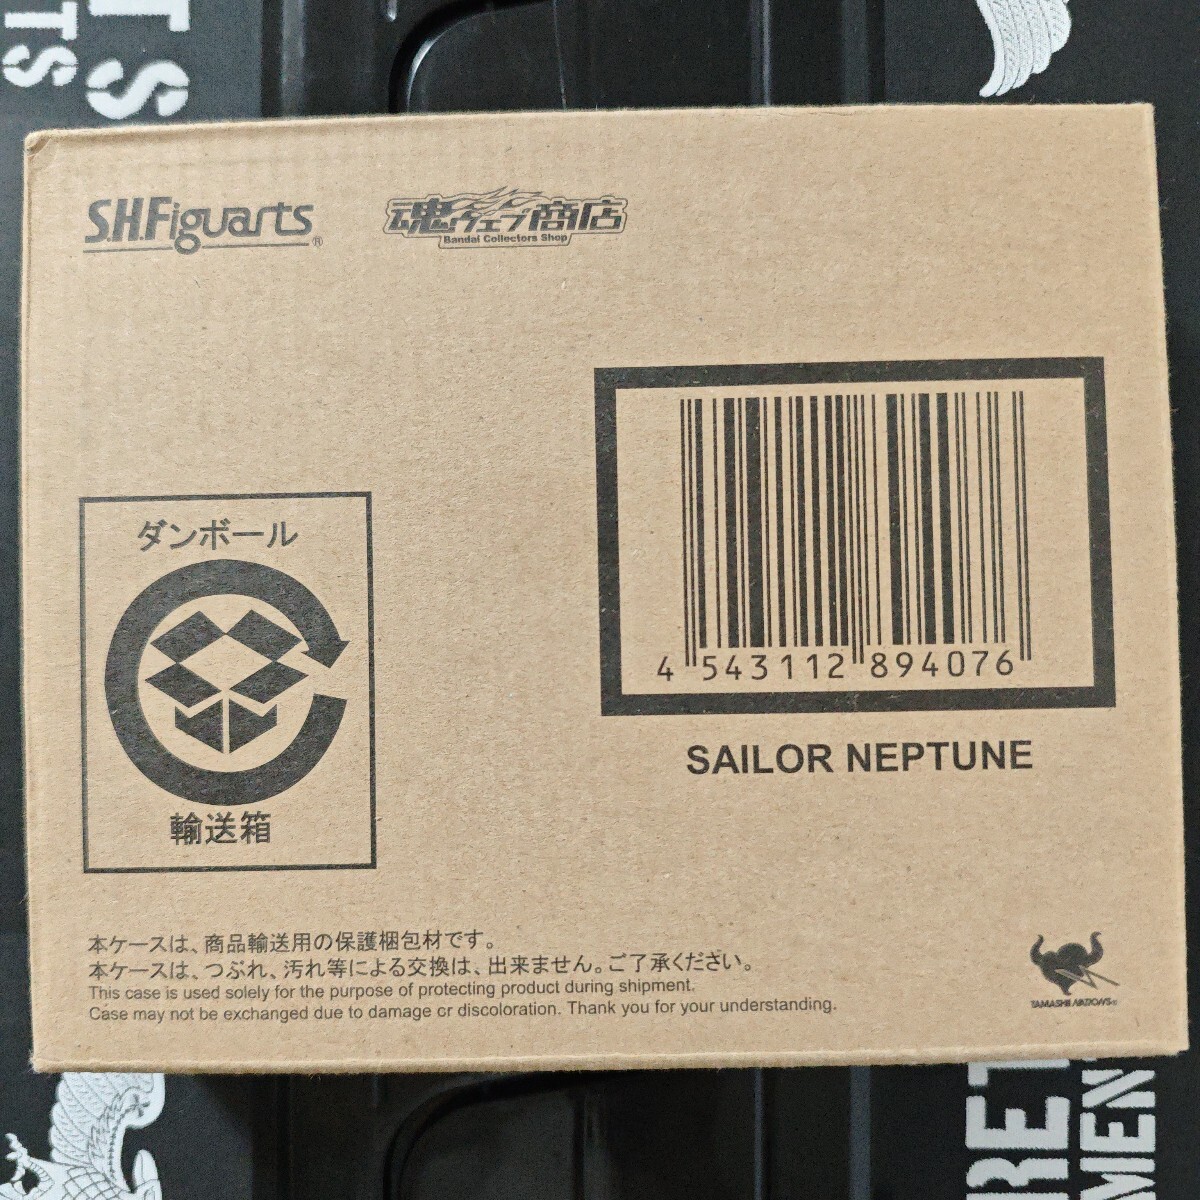 TS
TS
S.H.Figuarts®
魂ウェブ商店
Bandai Collectors Shop
4 543112 894076
SAILOR NEPTUNE
ダンボール
輸送箱
本ケースは、商品輸送用の保護梱包材です。
本ケースは、つぶれ、汚れ等による交換は、出来ません。ご了承ください。
This case is used solely for the purpose of protecting product during shipment.
Case may not be exchanged due to damage or discoloration. Thank you for your understanding.
TAMASHII NATIONS
RE
MEN